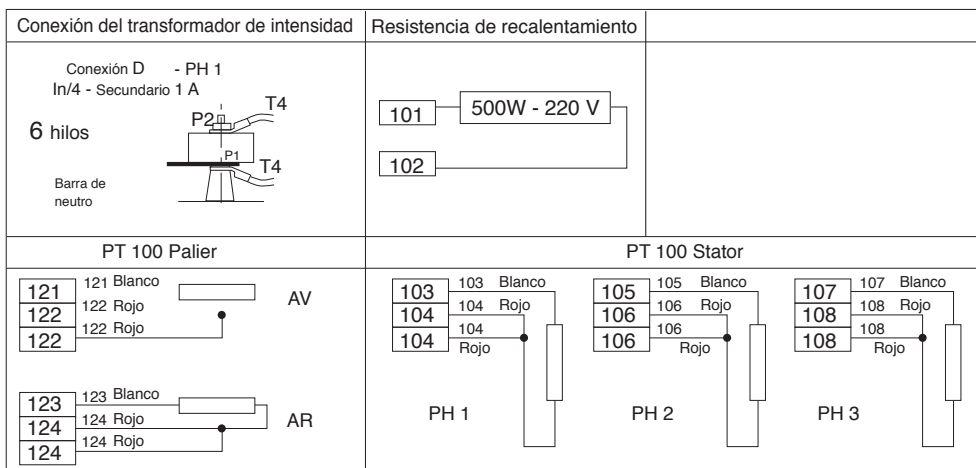 Conexión del transformador de intensidad
Resistencia de recalentamiento
Conexión D - PH 1
In/4 - Secundario 1 A
6 hilos
P2
T4
P1
T4
Barra de
neutro
101
500W - 220 V
102
PT 100 Palier
PT 100 Stator
121
121 Blanco
122
122 Rojo
122
122 Rojo
AV
123
123 Blanco
124
124 Rojo
124
124 Rojo
AR
103
103 Blanco
104
104 Rojo
104
104
Rojo
PH 1
105
105 Blanco
106
106 Rojo
106
106
Rojo
PH 2
107
107 Blanco
108
108 Rojo
108
108
Rojo
PH 3